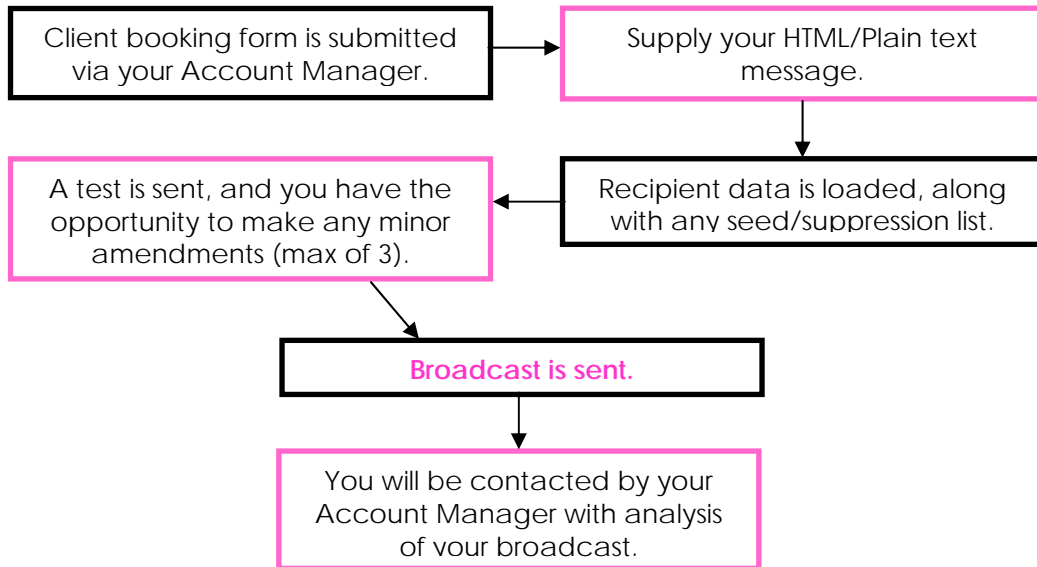 Client booking form is submitted
via your Account Manager.
Supply your HTML/Plain text
message.
Recipient data is loaded, along
with any seed/suppression list.
A test is sent, and you have the
opportunity to make any minor
amendments (max of 3).
Broadcast is sent.
You will be contacted by your
Account Manager with analysis
of your broadcast.